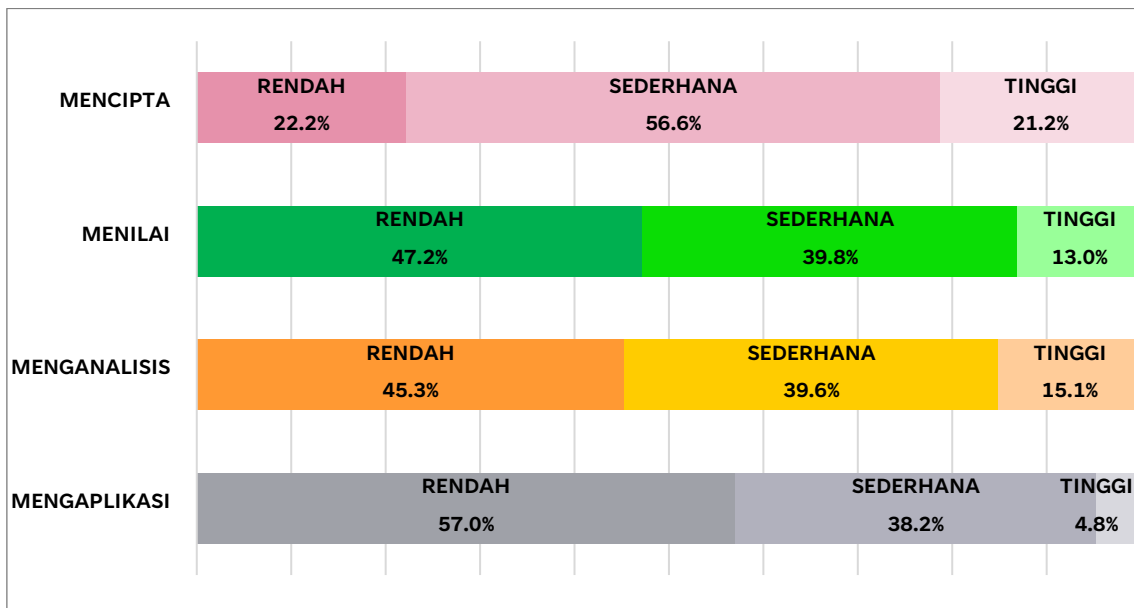 MENCIPTA
RENDAH SEDERHANA TINGGI
22.2% 56.6% 21.2%
MENILAI
RENDAH SEDERHANA TINGGI
47.2% 39.8% 13.0%
MENGANALISIS
RENDAH SEDERHANA TINGGI
45.3% 39.6% 15.1%
MENGAPLIKASI
RENDAH SEDERHANA TINGGI
57.0% 38.2% 4.8%